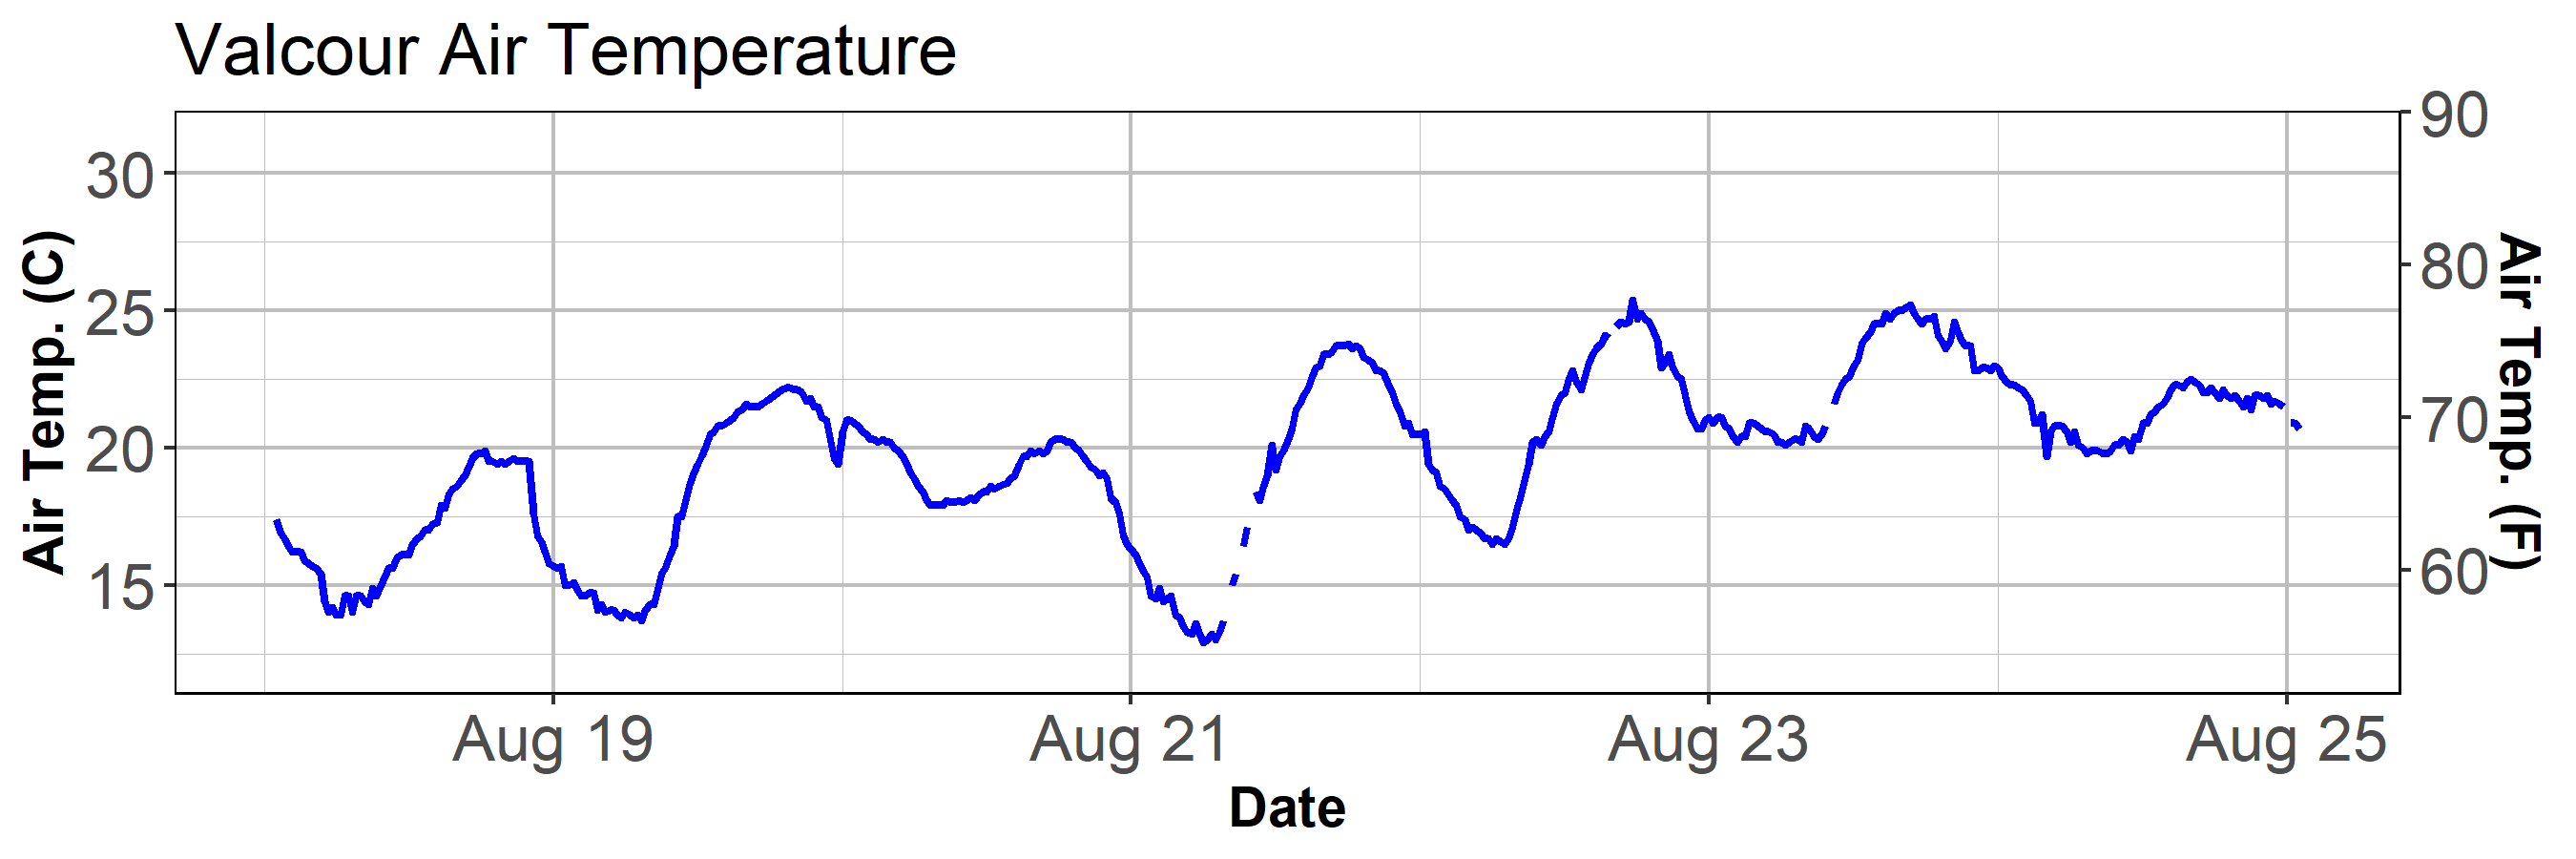 Valcour Air Temperature
Air Temp. (C)
30
25
20
15
90
80
70
60
Air Temp. (F)
Aug 19
Aug 21
Aug 23
Aug 25
Date